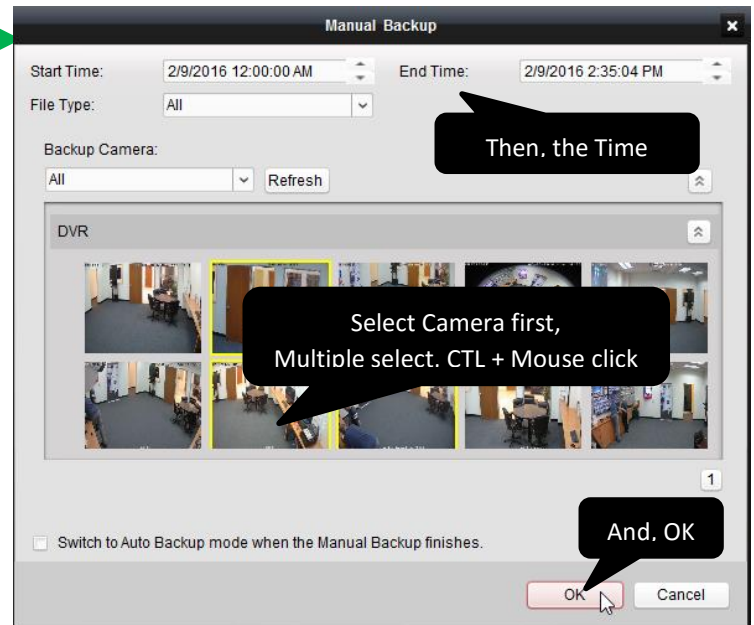 Manual Backup
Start Time: 2/9/2016 12:00:00 AM End Time: 2/9/2016 2:35:04 PM
File Type: All
Then, the Time
Backup Camera:
All Refresh
DVR
Select Camera first,
Multiple select. CTL + Mouse click
1
And, OK
Switch to Auto Backup mode when the Manual Backup finishes.
OK Cancel